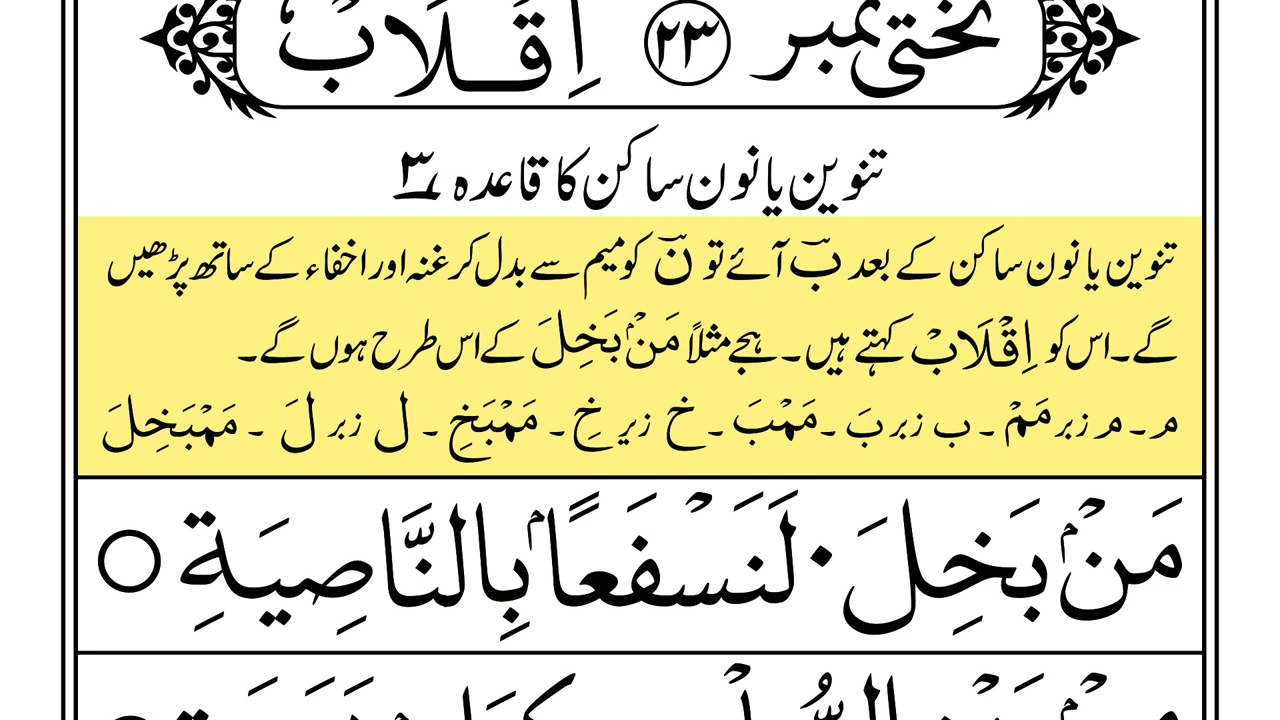 تختی نمبر ۲۳ اِقْلَابْ
تنوین یا نون ساکن کا قاعدہ ۳
تنوین یا نون ساکن کے بعد بؔ آئے تو نؔ کو میم سے بدل کر غنہ اور اخفاء کے ساتھ پڑھیں
گے۔ اس کو اِقْلَابْ کہتے ہیں۔ ہجے مثلاً مَنْۢ بَخِلَ کے اس طرح ہوں گے۔
م۔ م زبر مَمْ۔ ب زبر بَ۔ مَمْبَ۔ خ زیر خِ۔ مَمْبَخِ۔ ل زبر لَ۔ مَمْبَخِلَ
مَنْۢ بَخِلَ · لَنَسْفَعًاۢ بِالنَّاصِيَةِ ○